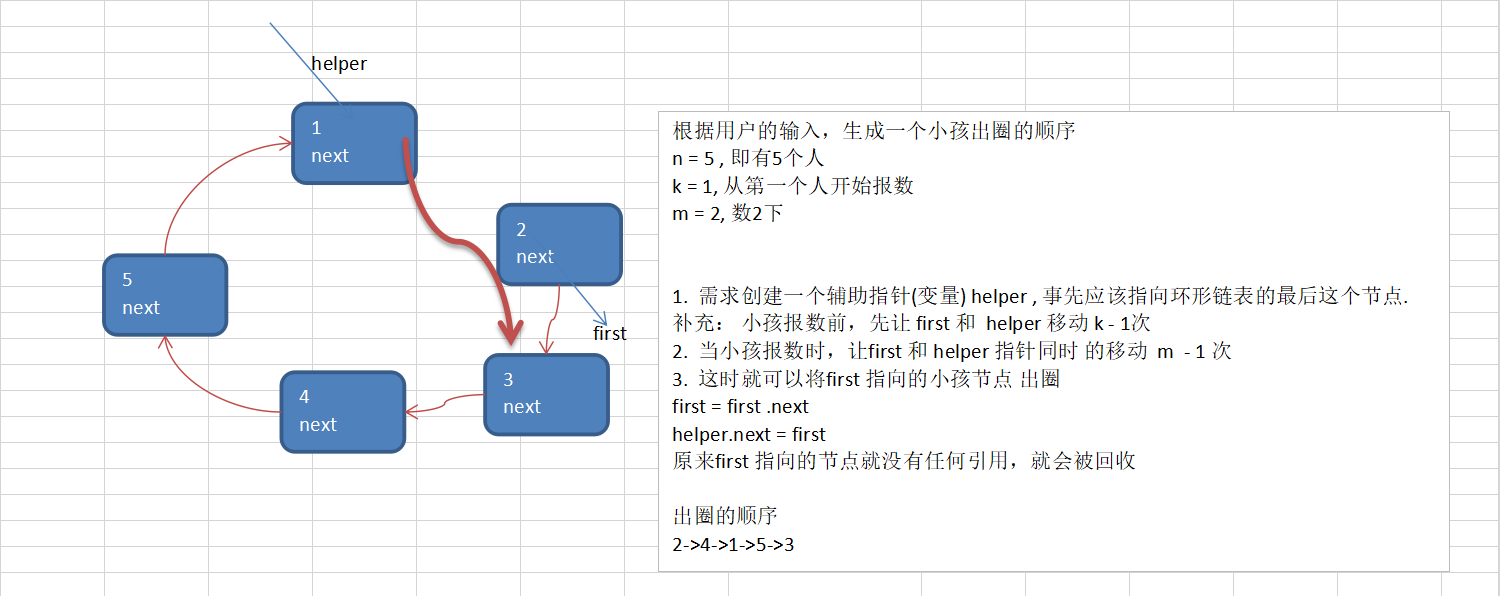 helper
1
next
2
next
5
next
first
3
next
4
next
根据用户的输入，生成一个小孩出圈的顺序
n = 5 , 即有5个人
k = 1, 从第一个人开始报数
m = 2, 数2下
1. 需求创建一个辅助指针(变量) helper , 事先应该指向环形链表的最后这个节点.
补充： 小孩报数前，先让 first 和 helper 移动 k - 1次
2. 当小孩报数时，让first 和 helper 指针同时 的移动 m - 1 次
3. 这时就可以将first 指向的小孩节点 出圈
first = first .next
helper.next = first
原来first 指向的节点就没有任何引用，就会被回收
出圈的顺序
2->4->1->5->3